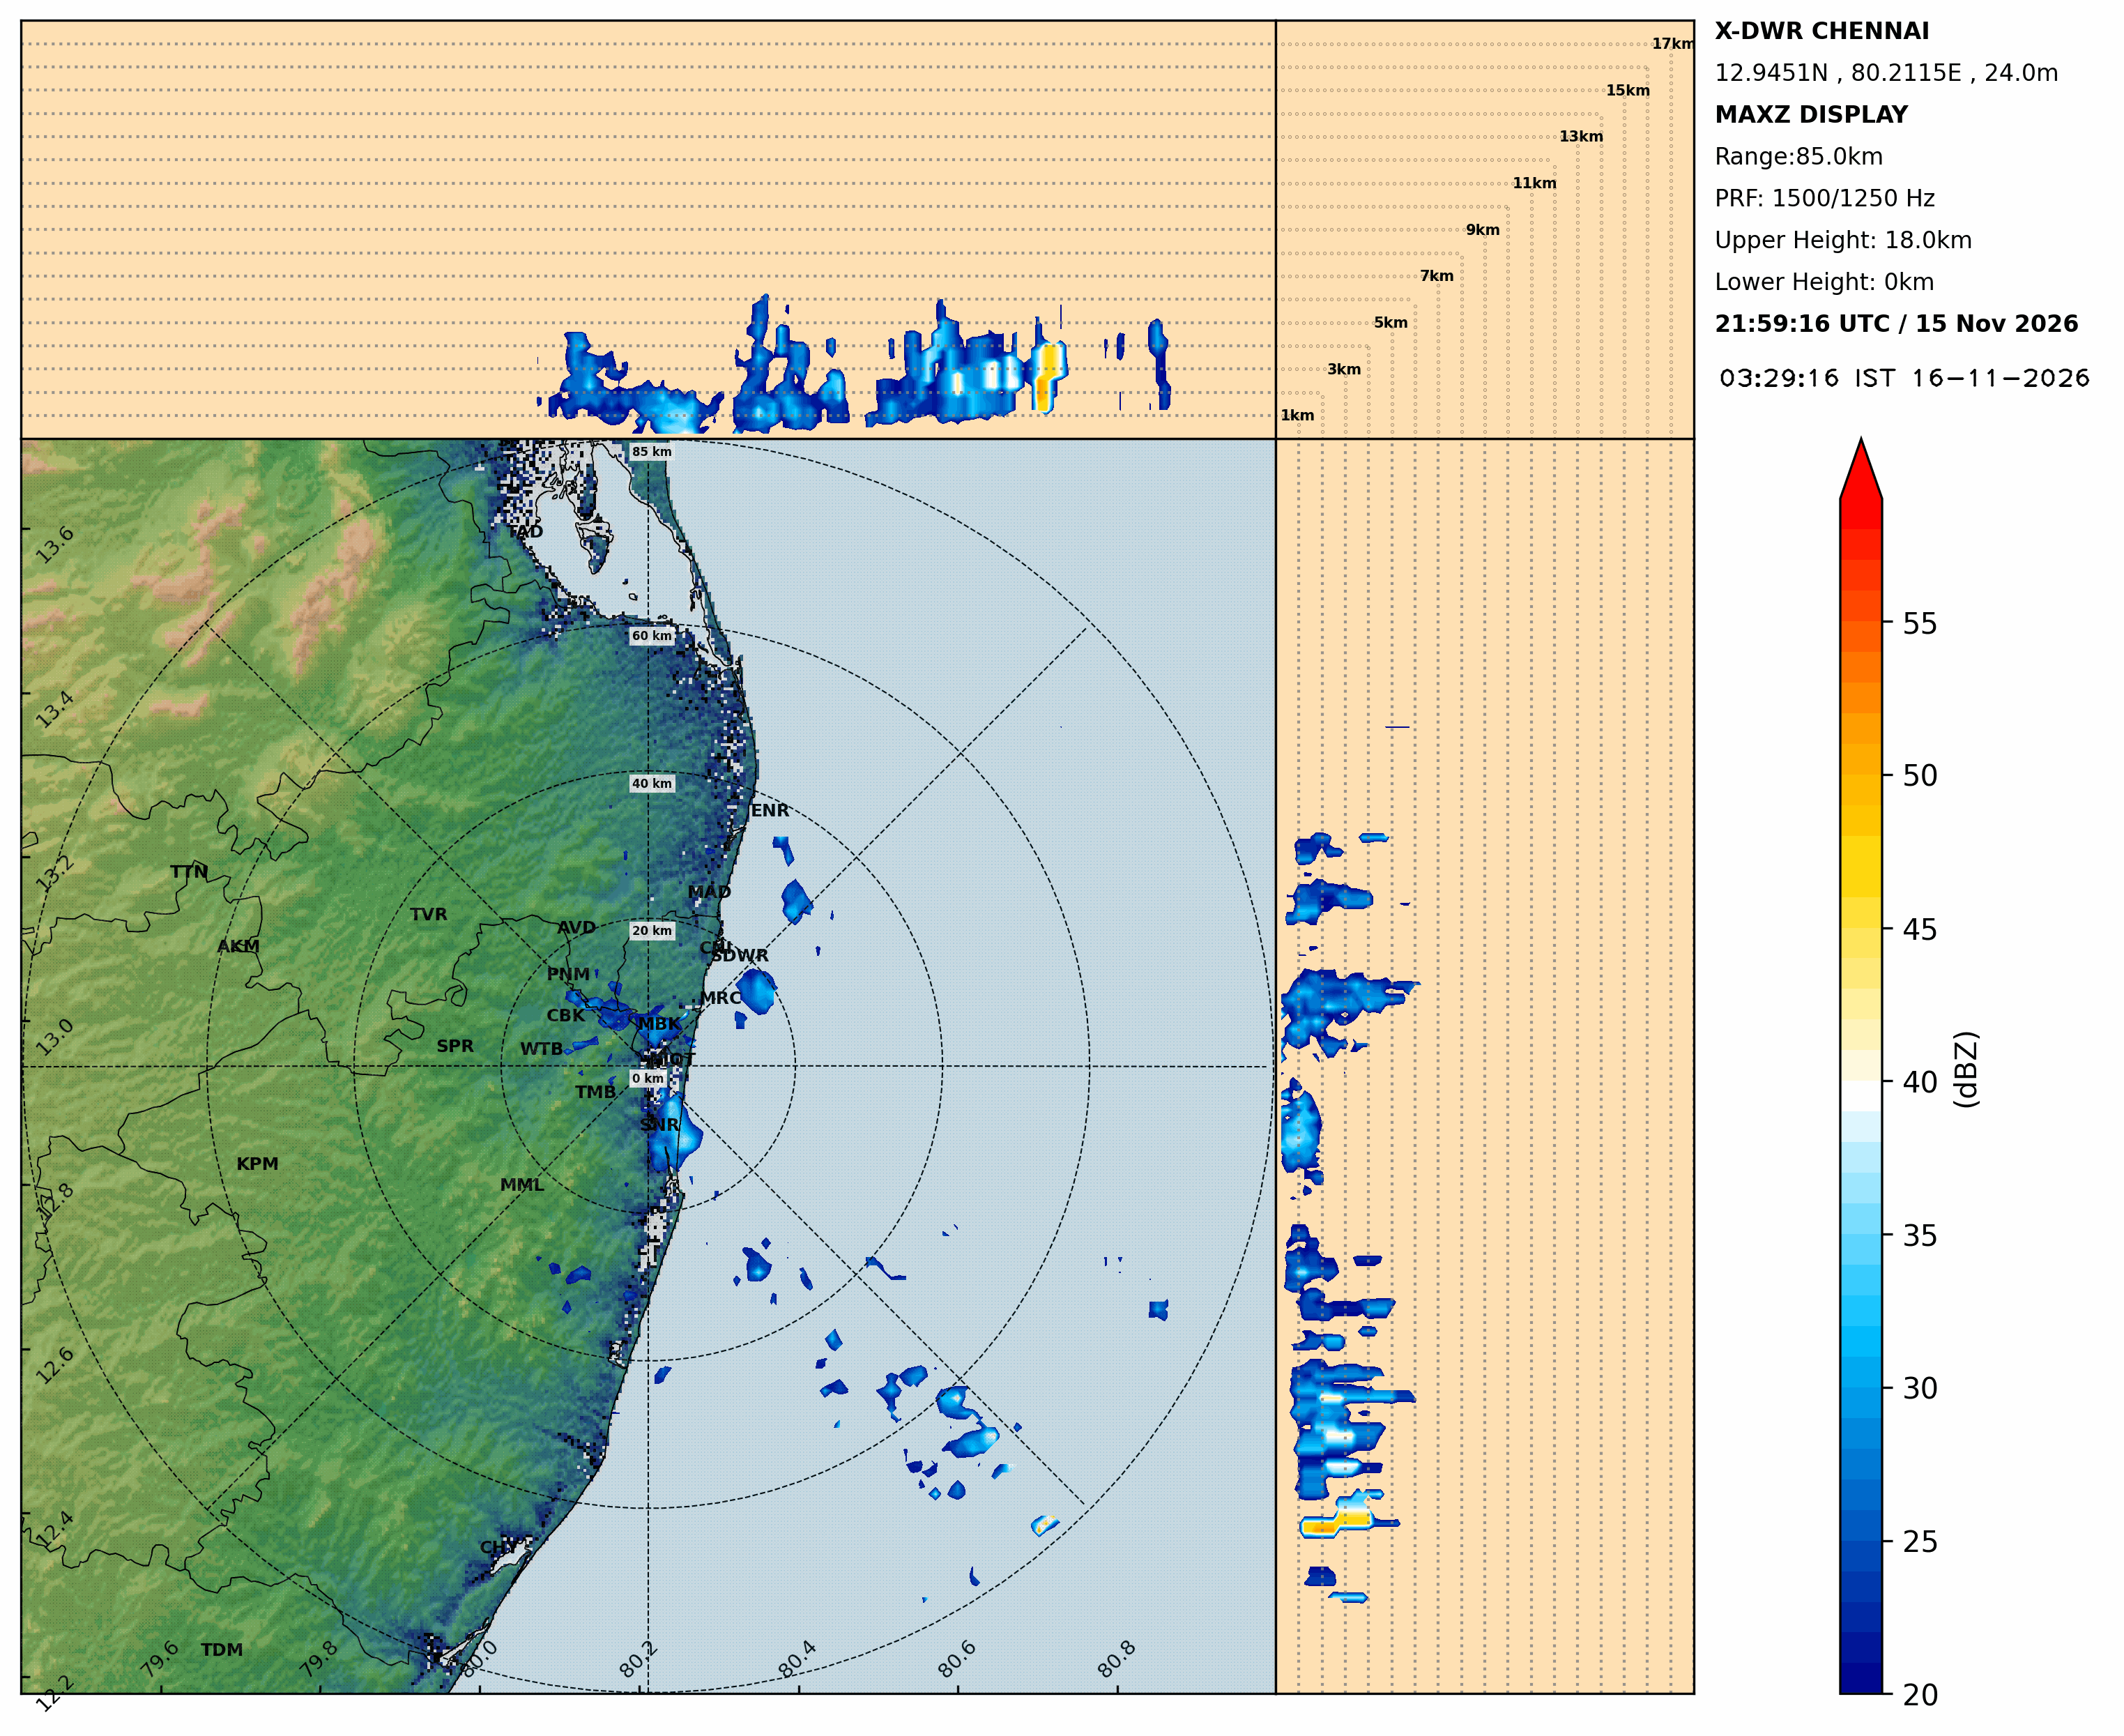 X-DWR CHENNAI
12.9451N , 80.2115E , 24.0m
MAXZ DISPLAY
Range:85.0km
PRF: 1500/1250 Hz
Upper Height: 18.0km
Lower Height: 0km
21:59:16 UTC / 15 Nov 2026
03:29:16 IST 16-11-2026
17km
15km
13km
11km
9km
7km
5km
3km
1km
85 km
TAD
13.6
60 km
13.4
40 km
ENR
13.2
TTN
MAD
TVR
AVD
20 km
AKM
SDWR
PNM
MRC
CBK
MBK
13.0
SPR
WTB
0 km
TMB
SNR
KPM
MML
12.8
12.6
12.4
CHY
TDM
12.2
79.6
79.8
80.0
80.2
80.4
80.6
80.8
55
50
45
40
35
30
25
20
(dBZ)